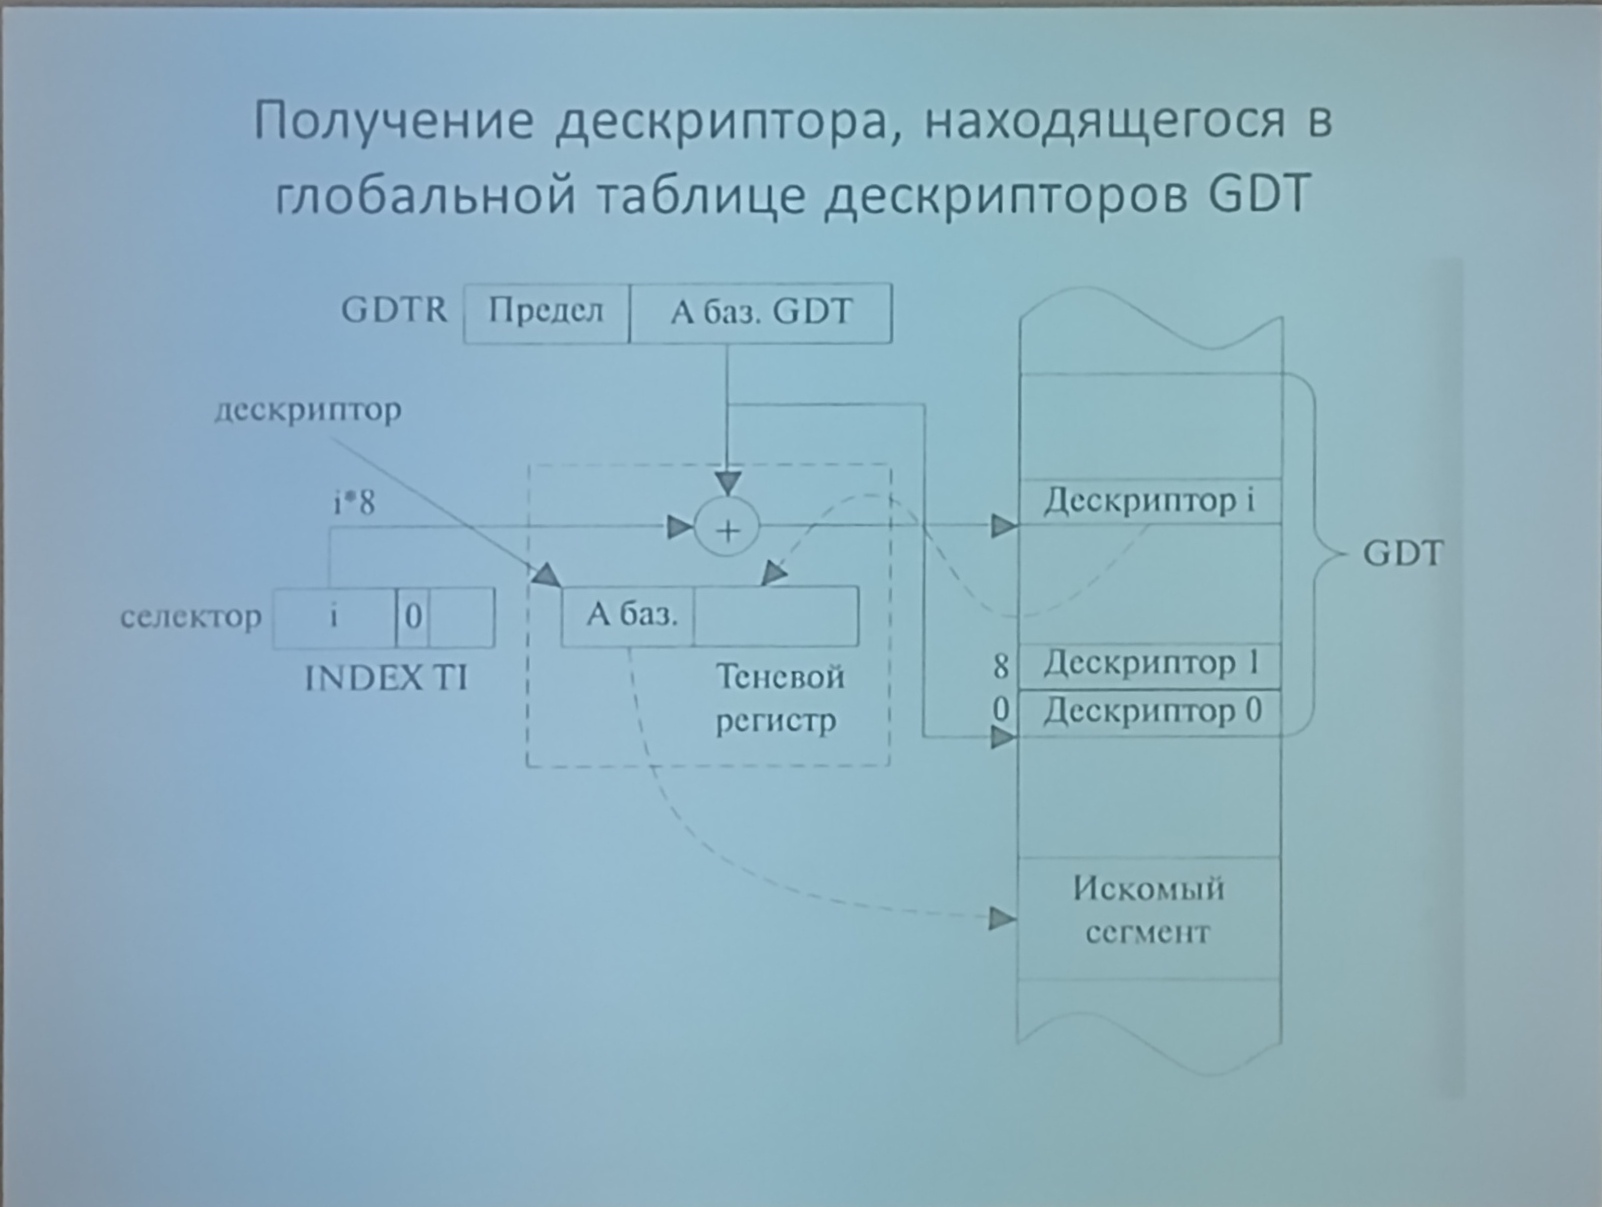 Получение дескриптора, находящегося в
глобальной таблице дескрипторов GDT
GDTR Предел А баз. GDT
дескриптор
i*8
+
Дескриптор i
GDT
селектор i 0
А баз.
INDEX TI
Теневой
регистр
8 Дескриптор 1
0 Дескриптор 0
Искомый
сегмент